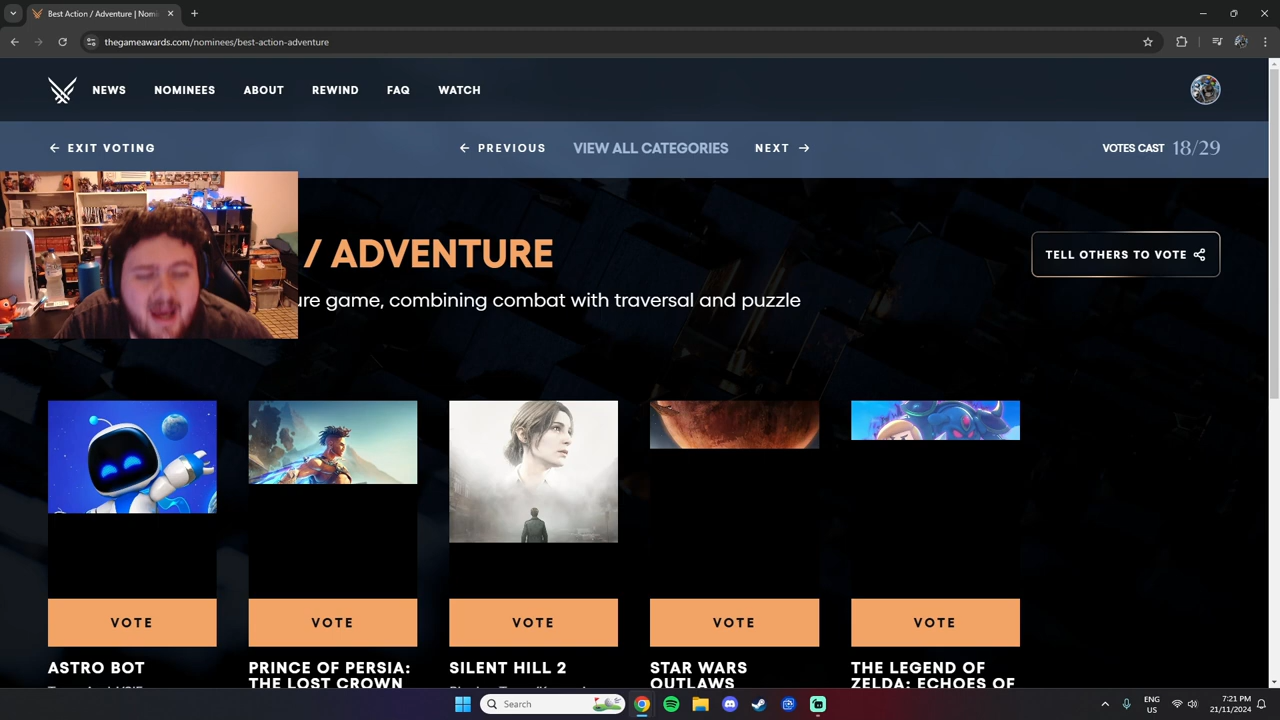 Best Action / Adventure | Nomi
thegameawards.com/nominees/best-action-adventure
NEWS NOMINEES ABOUT REWIND FAQ WATCH
EXIT VOTING PREVIOUS VIEW ALL CATEGORIES NEXT VOTES CAST 18/29
/ ADVENTURE
TELL OTHERS TO VOTE
ure game, combining combat with traversal and puzzle
VOTE VOTE VOTE VOTE VOTE
ASTRO BOT
PRINCE OF PERSIA:
THE LOST CROWN
SILENT HILL 2
STAR WARS
OUTLAWS
THE LEGEND OF
ZELDA: ECHOES OF
Search
ENG
US
7:21 PM
21/11/2024